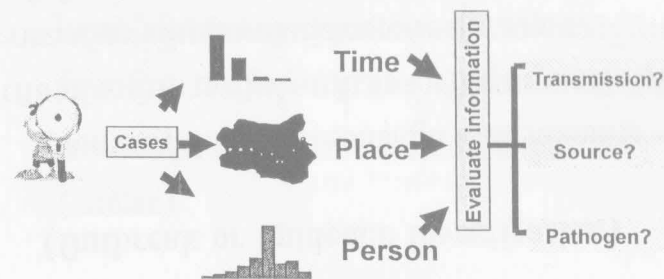 Time
Transmission?
Cases
Place
Evaluate information
Source?
Person
Pathogen?